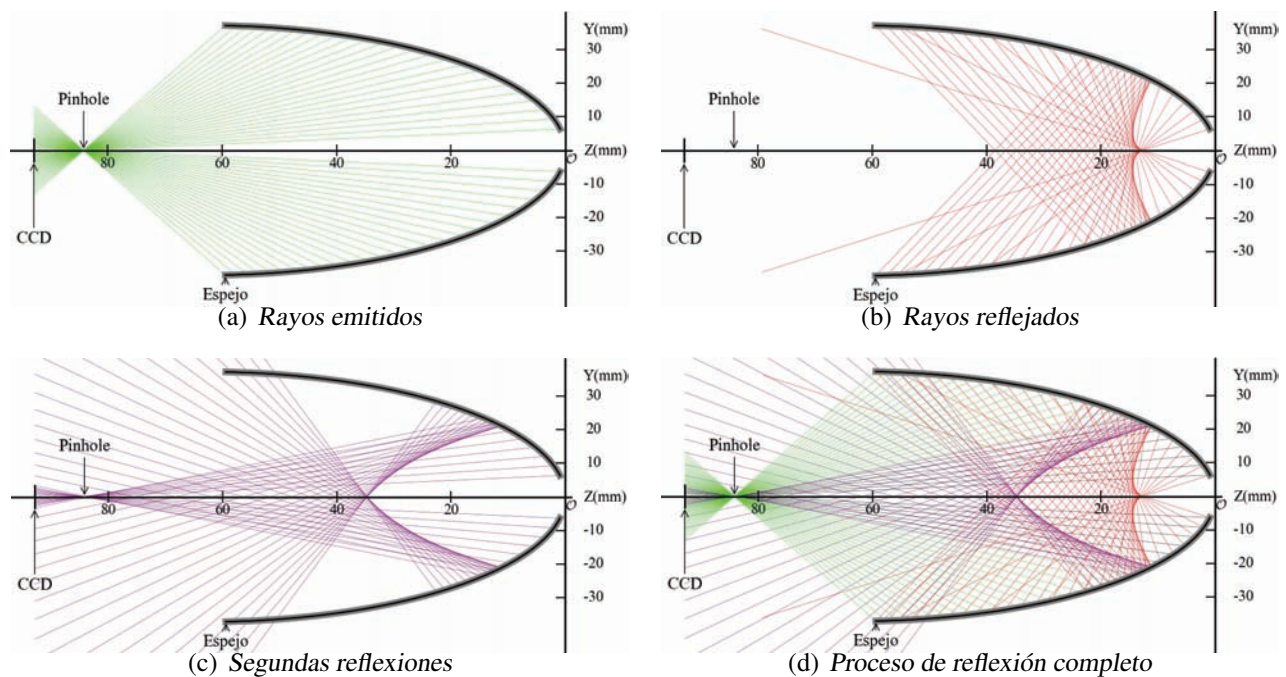 Y(mm)
30
20
Pinhole
10
Z(mm)
80
60
40
20
O
-10
-20
CCD
-30
Espejo
(a) Rayos emitidos
Y(mm)
30
20
Pinhole
10
Z(mm)
80
60
40
20
O
-10
-20
CCD
-30
Espejo
(b) Rayos reflejados
Y(mm)
30
Pinhole
20
10
Z(mm)
80
60
40
20
O
-10
CCD
-20
-30
Espejo
(c) Segundas reflexiones
Y(mm)
30
Pinhole
20
10
Z(mm)
80
60
40
20
O
-10
CCD
-20
-30
Espejo
(d) Proceso de reflexión completo